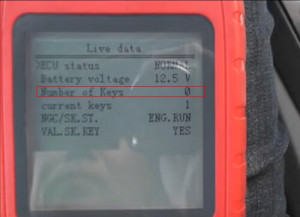 Live data
>ECU status NORMAL
Battery voltage 12.5 V
Number of Keys 0
current keys 1
NGC/SK.ST. ENG.RUN
VAL.SK.KEY YES